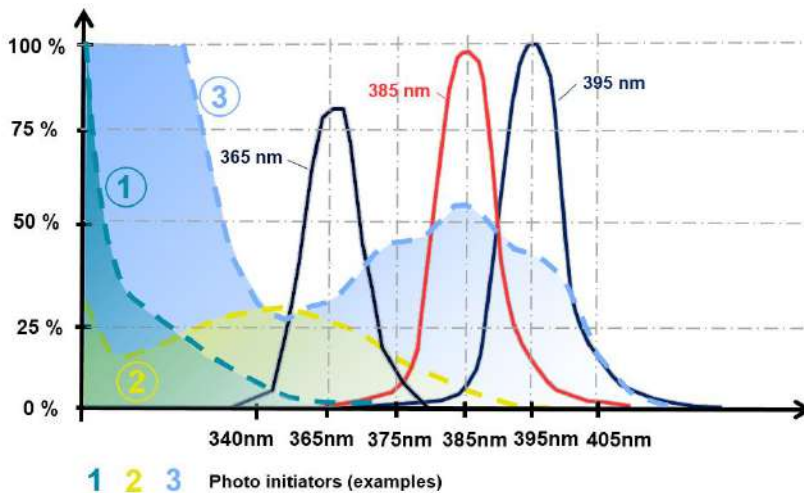 100 %
3
385 nm
395 nm
75 %
365 nm
1
50 %
25 %
2
0 %
340nm 365nm 375nm 385nm 395nm 405nm
1 2 3 Photo initiators (examples)